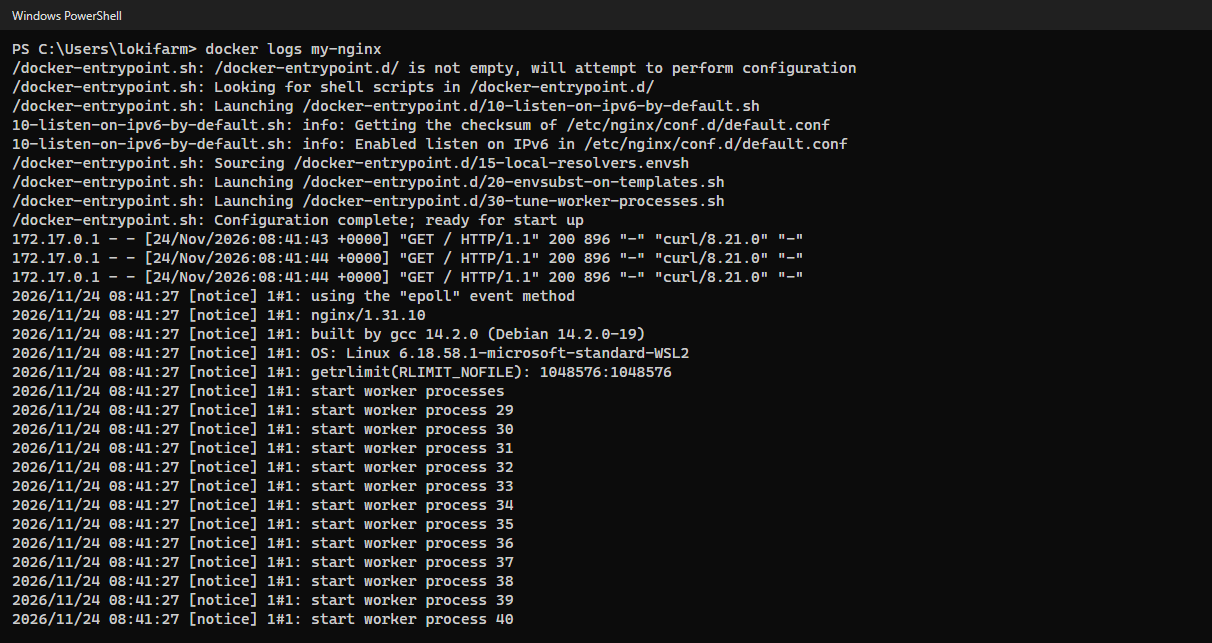 Windows PowerShell
PS C:\Users\lokifarm> docker logs my-nginx
/docker-entrypoint.sh: /docker-entrypoint.d/ is not empty, will attempt to perform configuration
/docker-entrypoint.sh: Looking for shell scripts in /docker-entrypoint.d/
/docker-entrypoint.sh: Launching /docker-entrypoint.d/10-listen-on-ipv6-by-default.sh
10-listen-on-ipv6-by-default.sh: info: Getting the checksum of /etc/nginx/conf.d/default.conf
10-listen-on-ipv6-by-default.sh: info: Enabled listen on IPv6 in /etc/nginx/conf.d/default.conf
/docker-entrypoint.sh: Sourcing /docker-entrypoint.d/15-local-resolvers.envsh
/docker-entrypoint.sh: Launching /docker-entrypoint.d/20-envsubst-on-templates.sh
/docker-entrypoint.sh: Launching /docker-entrypoint.d/30-tune-worker-processes.sh
/docker-entrypoint.sh: Configuration complete; ready for start up
172.17.0.1 - - [24/Nov/2026:08:41:43 +0000] "GET / HTTP/1.1" 200 896 "-" "curl/8.21.0" "-"
172.17.0.1 - - [24/Nov/2026:08:41:44 +0000] "GET / HTTP/1.1" 200 896 "-" "curl/8.21.0" "-"
172.17.0.1 - - [24/Nov/2026:08:41:44 +0000] "GET / HTTP/1.1" 200 896 "-" "curl/8.21.0" "-"
2026/11/24 08:41:27 [notice] 1#1: using the "epoll" event method
2026/11/24 08:41:27 [notice] 1#1: nginx/1.31.10
2026/11/24 08:41:27 [notice] 1#1: built by gcc 14.2.0 (Debian 14.2.0-19)
2026/11/24 08:41:27 [notice] 1#1: OS: Linux 6.18.58.1-microsoft-standard-WSL2
2026/11/24 08:41:27 [notice] 1#1: getrlimit(RLIMIT_NOFILE): 1048576:1048576
2026/11/24 08:41:27 [notice] 1#1: start worker processes
2026/11/24 08:41:27 [notice] 1#1: start worker process 29
2026/11/24 08:41:27 [notice] 1#1: start worker process 30
2026/11/24 08:41:27 [notice] 1#1: start worker process 31
2026/11/24 08:41:27 [notice] 1#1: start worker process 32
2026/11/24 08:41:27 [notice] 1#1: start worker process 33
2026/11/24 08:41:27 [notice] 1#1: start worker process 34
2026/11/24 08:41:27 [notice] 1#1: start worker process 35
2026/11/24 08:41:27 [notice] 1#1: start worker process 36
2026/11/24 08:41:27 [notice] 1#1: start worker process 37
2026/11/24 08:41:27 [notice] 1#1: start worker process 38
2026/11/24 08:41:27 [notice] 1#1: start worker process 39
2026/11/24 08:41:27 [notice] 1#1: start worker process 40